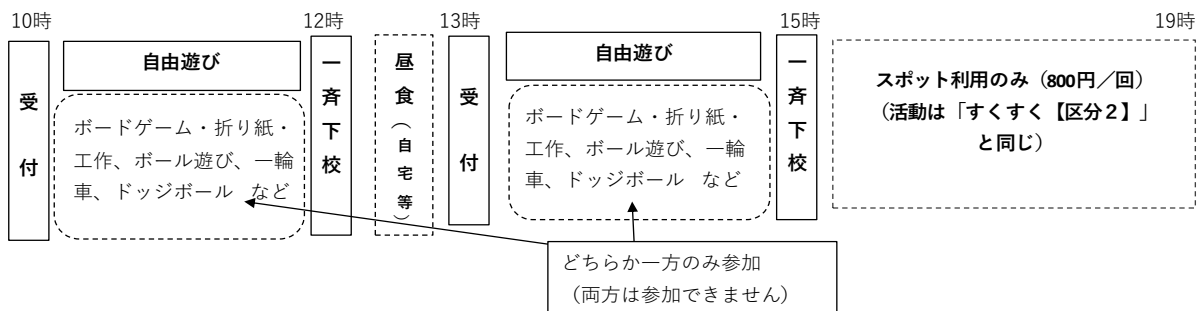 10時
12時
13時
15時
19時
受付
自由遊び
ボードゲーム・折り紙・
工作、ボール遊び、一輪
車、ドッジボール など
一斉下校
昼食(自宅等)
受付
自由遊び
ボードゲーム・折り紙・
工作、ボール遊び、一輪
車、ドッジボール など
一斉下校
スポット利用のみ(800円/回)
(活動は「すくすく【区分2】」
と同じ)
どちらか一方のみ参加
(両方は参加できません)